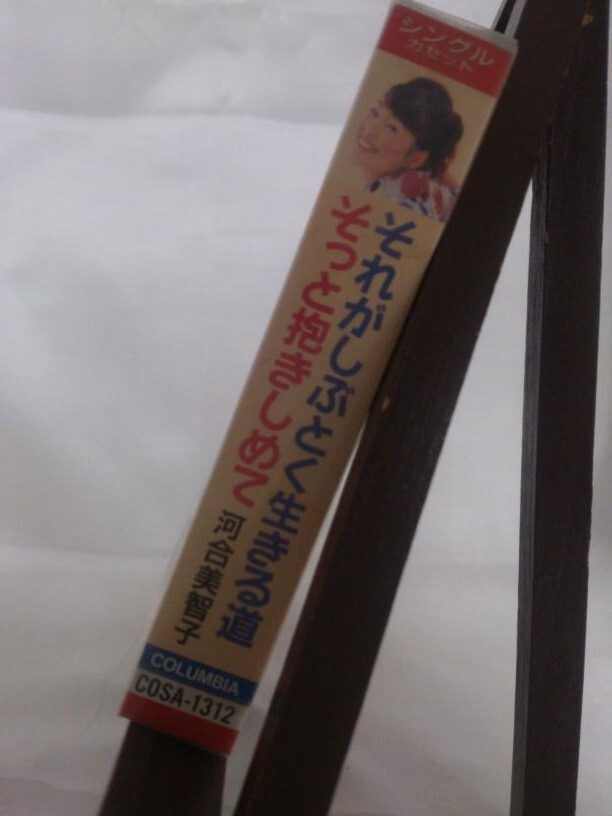 シングル
カセット
それがしぶとく生きる道
そっと抱きしめて
河合美智子
COLUMBIA
COSA-1312